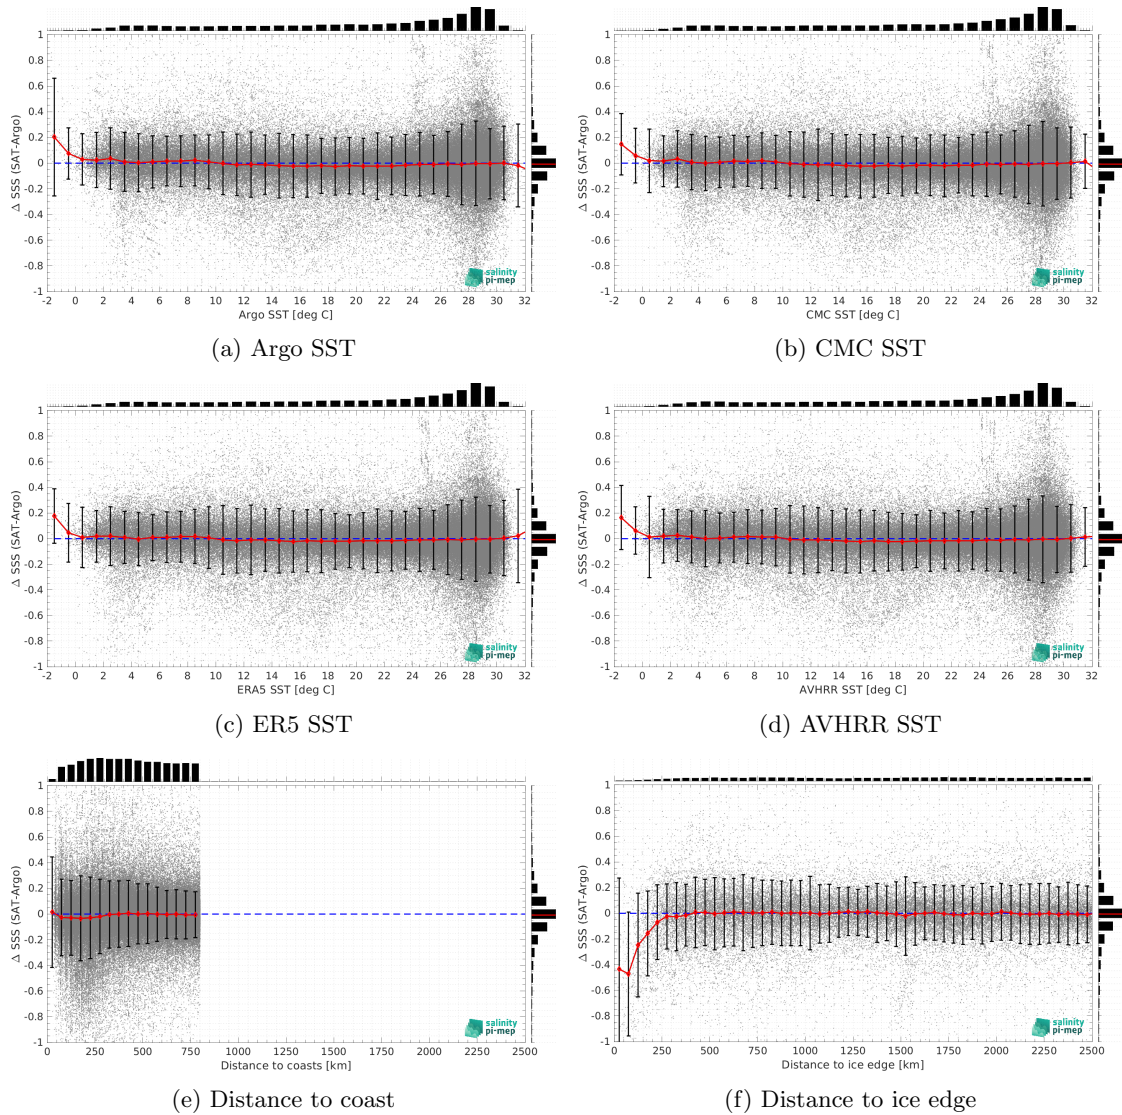 1
0.8
0.6
0.4
0.2
0
-0.2
-0.4
-0.6
-0.8
-1
Δ SSS (SAT-Argo)
-2 0 2 4 6 8 10 12 14 16 18 20 22 24 26 28 30 32
Argo SST [deg C]
salinity
pi-mep
(a) Argo SST
1
0.8
0.6
0.4
0.2
0
-0.2
-0.4
-0.6
-0.8
-1
Δ SSS (SAT-Argo)
-2 0 2 4 6 8 10 12 14 16 18 20 22 24 26 28 30 32
CMC SST [deg C]
salinity
pi-mep
(b) CMC SST
1
0.8
0.6
0.4
0.2
0
-0.2
-0.4
-0.6
-0.8
-1
Δ SSS (SAT-Argo)
-2 0 2 4 6 8 10 12 14 16 18 20 22 24 26 28 30 32
ERA5 SST [deg C]
salinity
pi-mep
(c) ER5 SST
1
0.8
0.6
0.4
0.2
0
-0.2
-0.4
-0.6
-0.8
-1
Δ SSS (SAT-Argo)
-2 0 2 4 6 8 10 12 14 16 18 20 22 24 26 28 30 32
AVHRR SST [deg C]
salinity
pi-mep
(d) AVHRR SST
1
0.8
0.6
0.4
0.2
0
-0.2
-0.4
-0.6
-0.8
-1
Δ SSS (SAT-Argo)
0 250 500 750 1000 1250 1500 1750 2000 2250 2500
Distance to coasts [km]
salinity
pi-mep
(e) Distance to coast
1
0.8
0.6
0.4
0.2
0
-0.2
-0.4
-0.6
-0.8
-1
Δ SSS (SAT-Argo)
0 250 500 750 1000 1250 1500 1750 2000 2250 2500
Distance to ice edge [km]
salinity
pi-mep
(f) Distance to ice edge